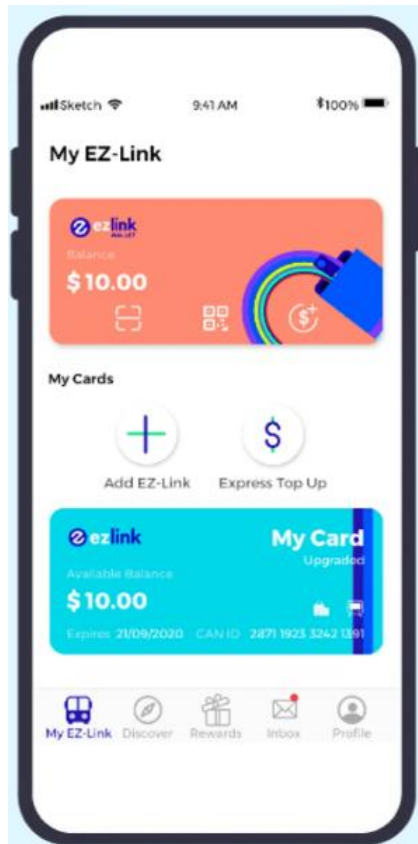 Sketch 9:41 AM 100%
My EZ-Link
ezlink
WALLET
Balance
$10.00
My Cards
Add EZ-Link Express Top Up
ezlink My Card
Upgraded
Available Balance
$10.00
Expires 21/09/2020 CAN ID 2871 1923 3242 1391
My EZ-Link Discover Rewards Inbox Profile